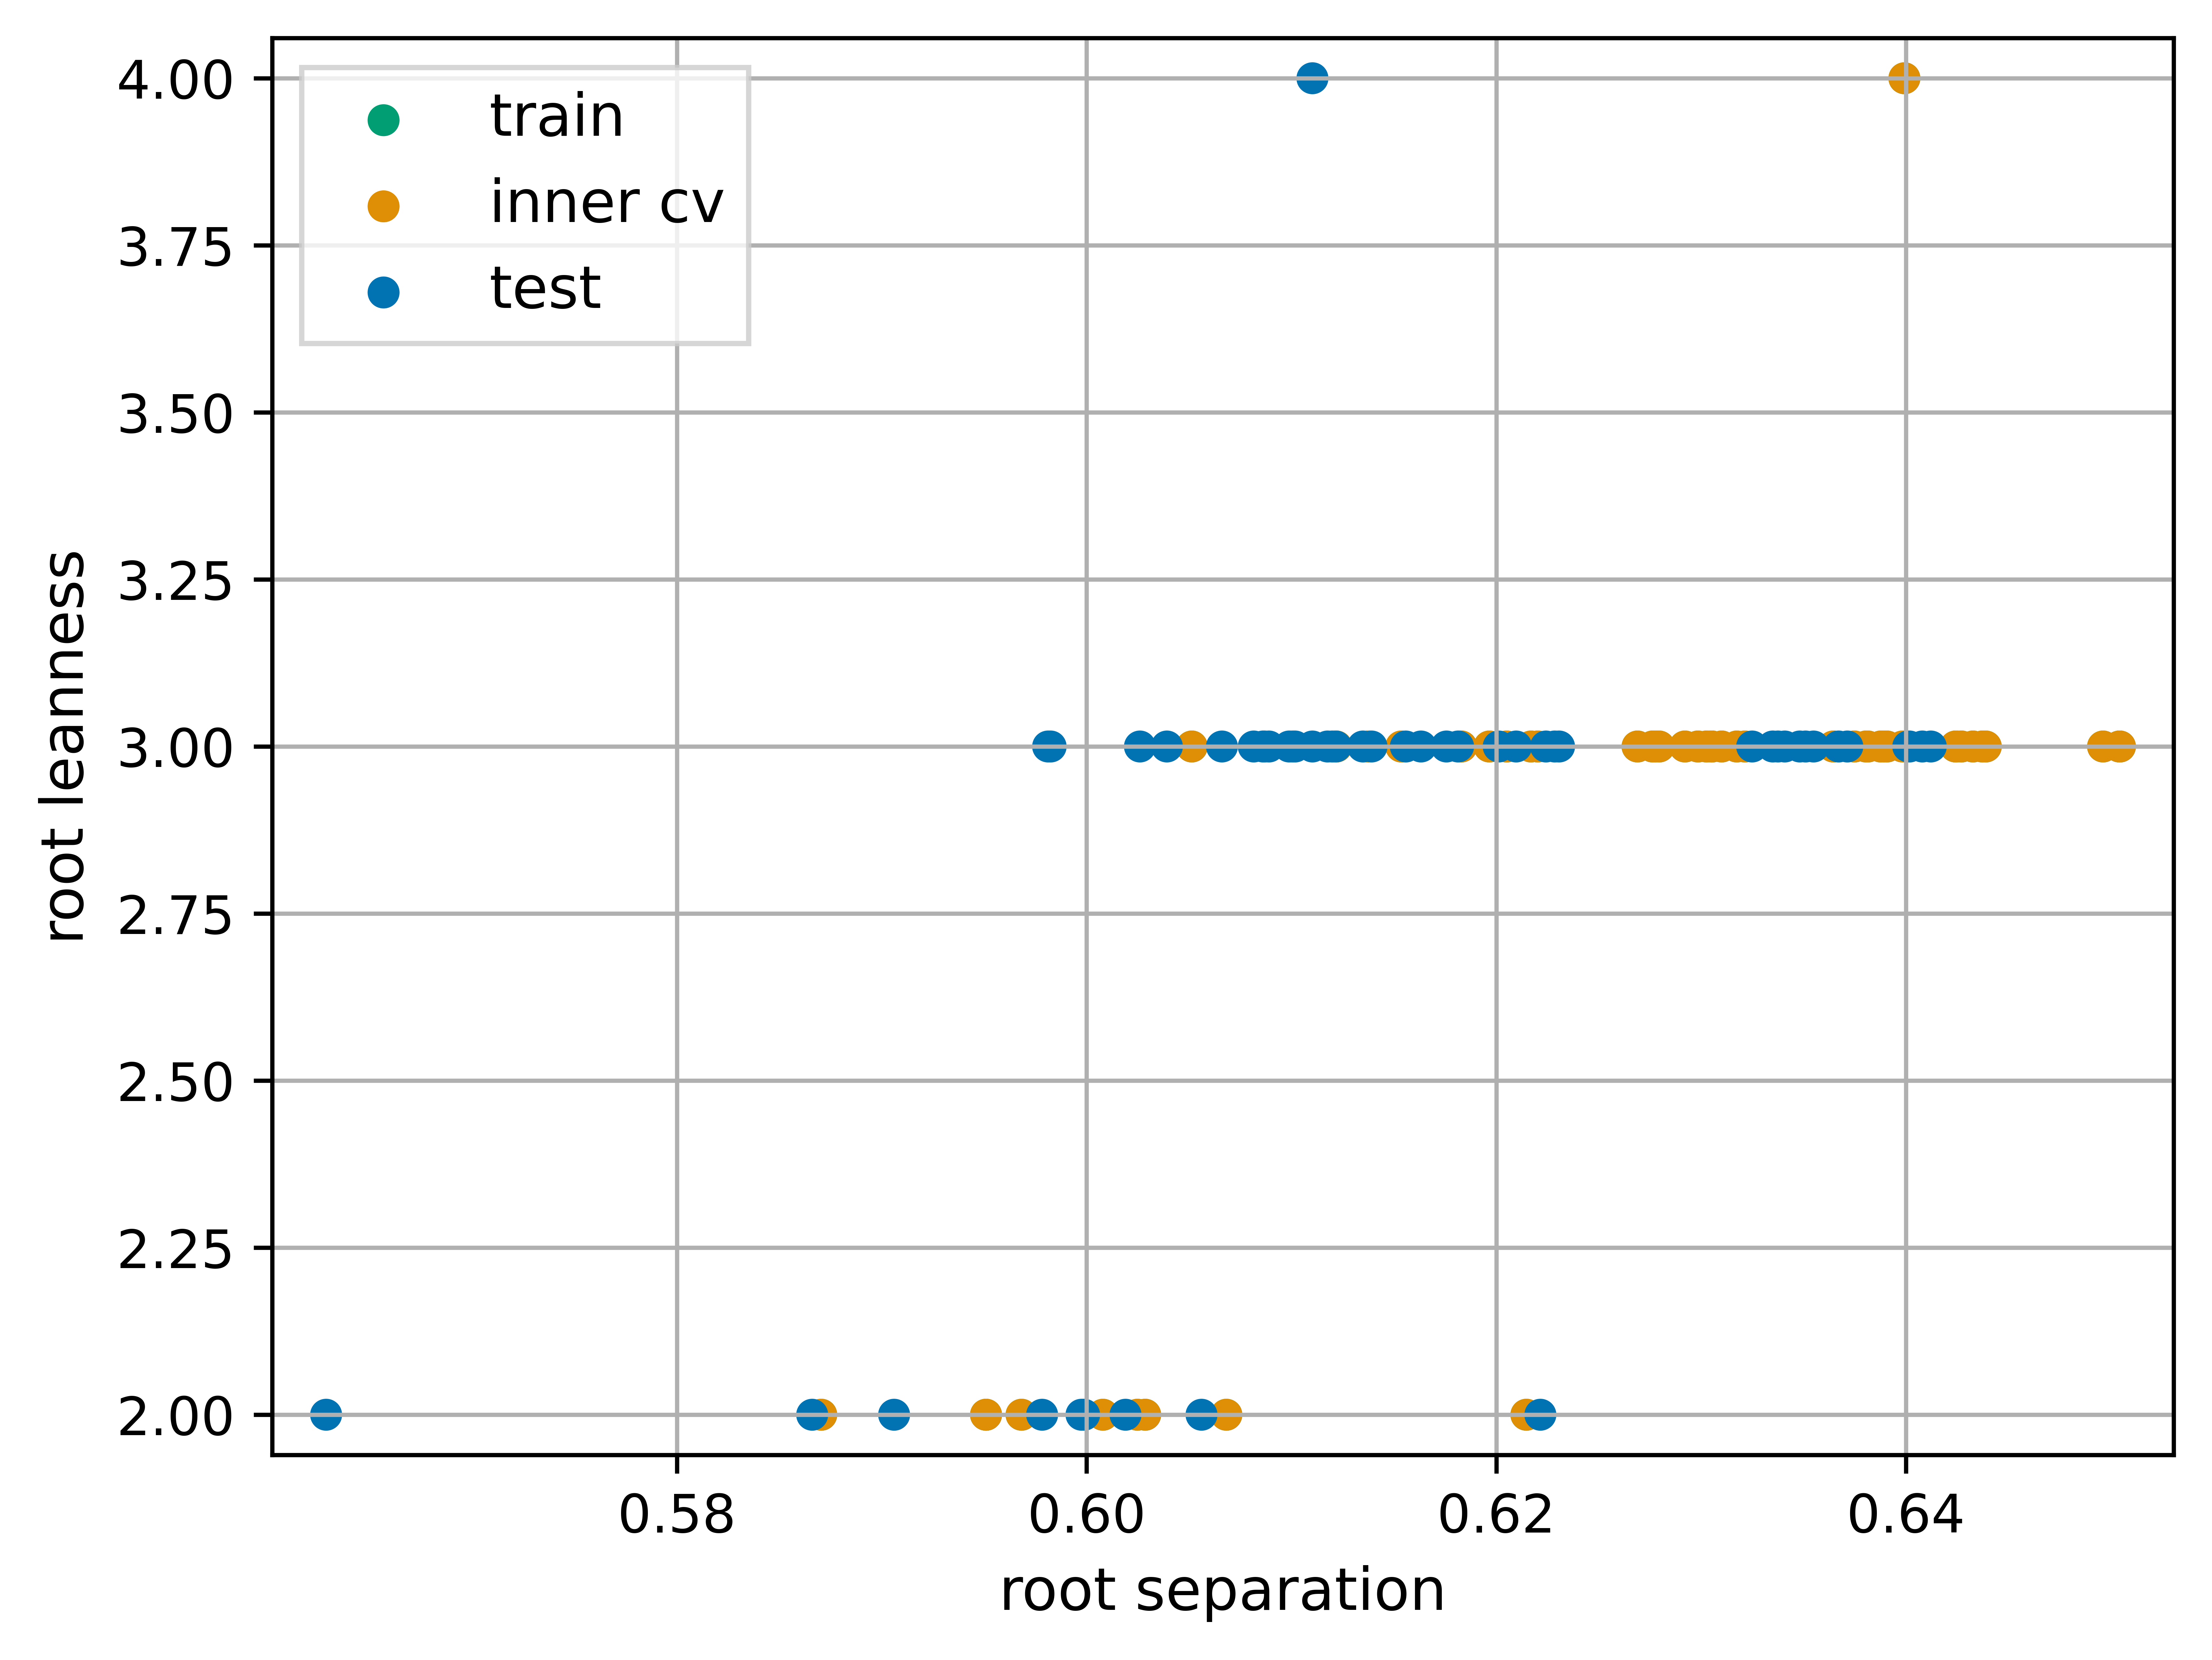 4.00
3.75
3.50
3.25
3.00
2.75
2.50
2.25
2.00
root leanness
train
inner cv
test
0.58 0.60 0.62 0.64
root separation